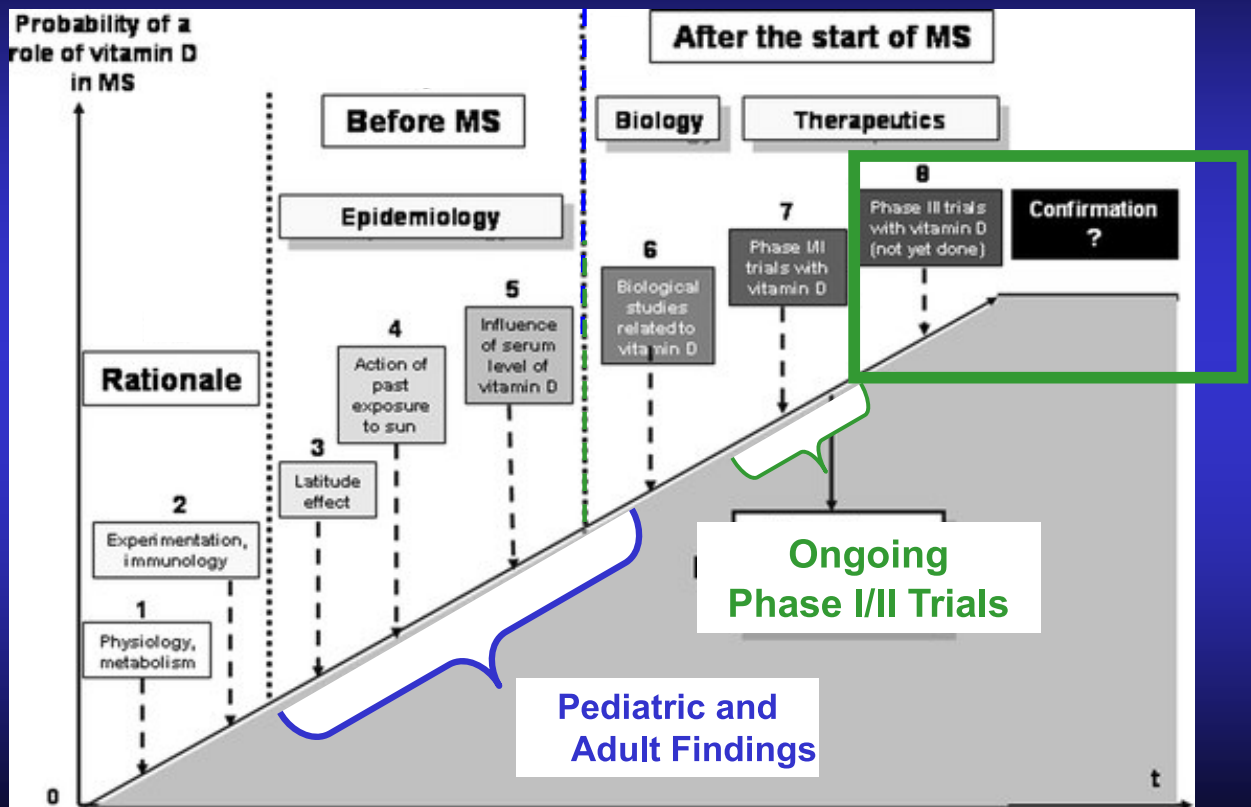 Probability of a
role of vitamin D
in MS
After the start of MS
Before MS
Biology
Therapeutics
Epidemiology
Rationale
8
Phase III trials
with vitamin D
(not yet done)
Confirmation
?
7
Phase I/II
trials with
vitamin D
6
Biological
studies
related to
vitamin D
5
Influence
of serum
level of
vitamin D
4
Action of
past
exposure
to sun
3
Latitude
effect
2
Experimentation,
immunology
1
Physiology,
metabolism
Ongoing
Phase I/II Trials
Pediatric and
Adult Findings
0
t